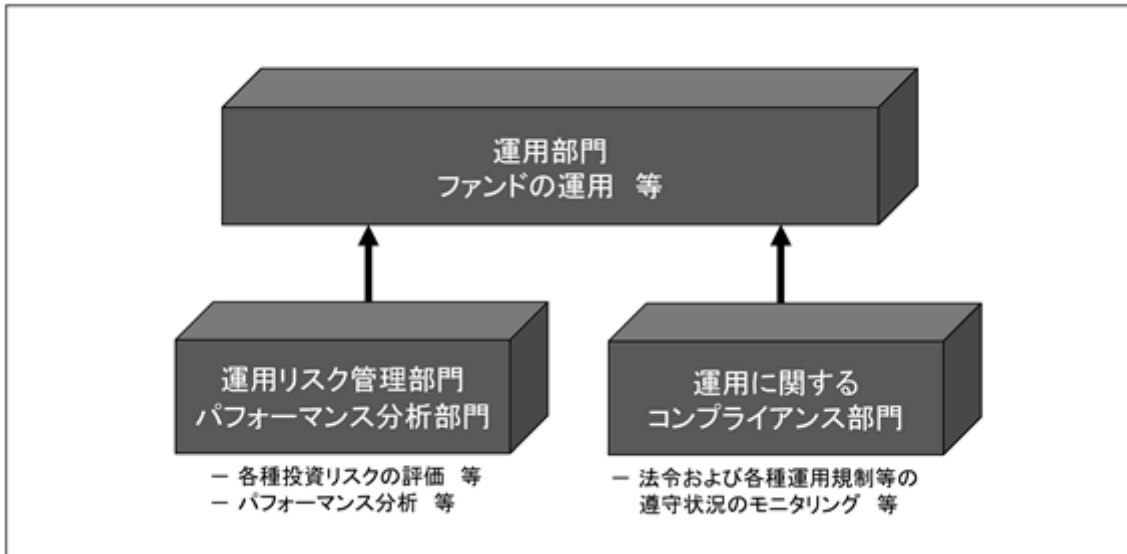 運用部門
ファンドの運用　等
運用リスク管理部門
パフォーマンス分析部門
― 各種投資リスクの評価　等
― パフォーマンス分析　等
運用に関する
コンプライアンス部門
― 法令および各種運用規制等の
遵守状況のモニタリング　等